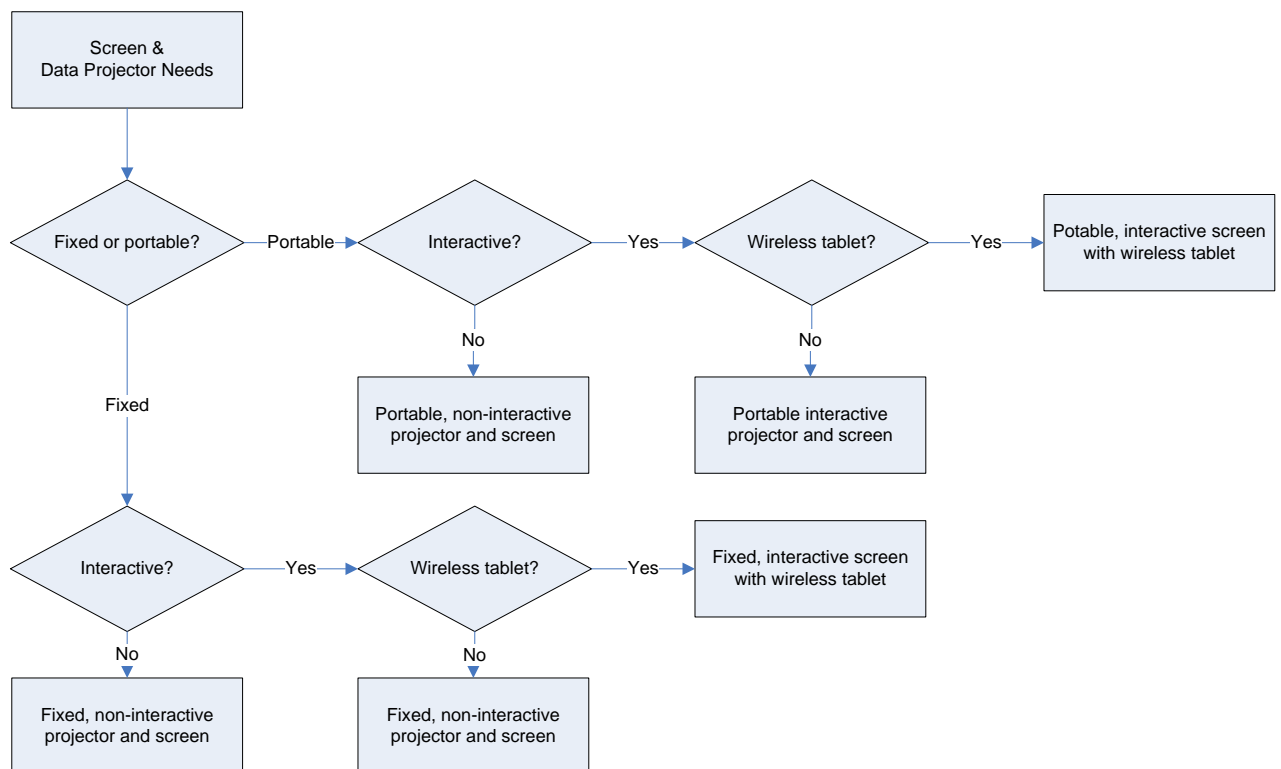 Screen &
Data Projector Needs
Fixed or portable?
Portable
Interactive?
Yes
Wireless tablet?
Yes
Potable, interactive screen
with wireless tablet
No
No
Fixed
Portable, non-interactive
projector and screen
Portable interactive
projector and screen
Interactive?
Yes
Wireless tablet?
Yes
Fixed, interactive screen
with wireless tablet
No
No
Fixed, non-interactive
projector and screen
Fixed, non-interactive
projector and screen